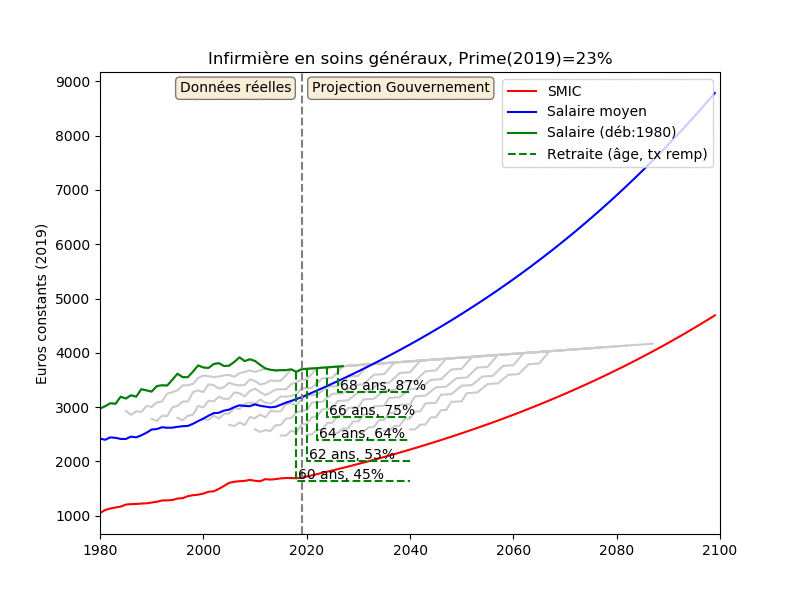 Infirmière en soins généraux, Prime(2019)=23%
Données réelles
Projection Gouvernement
SMIC
Salaire moyen
Salaire (déb:1980)
Retraite (âge, tx remp)
Euros constants (2019)
9000
8000
7000
6000
5000
4000
3000
2000
1000
68 ans, 87%
66 ans, 75%
64 ans, 64%
62 ans, 53%
60 ans, 45%
1980
2000
2020
2040
2060
2080
2100